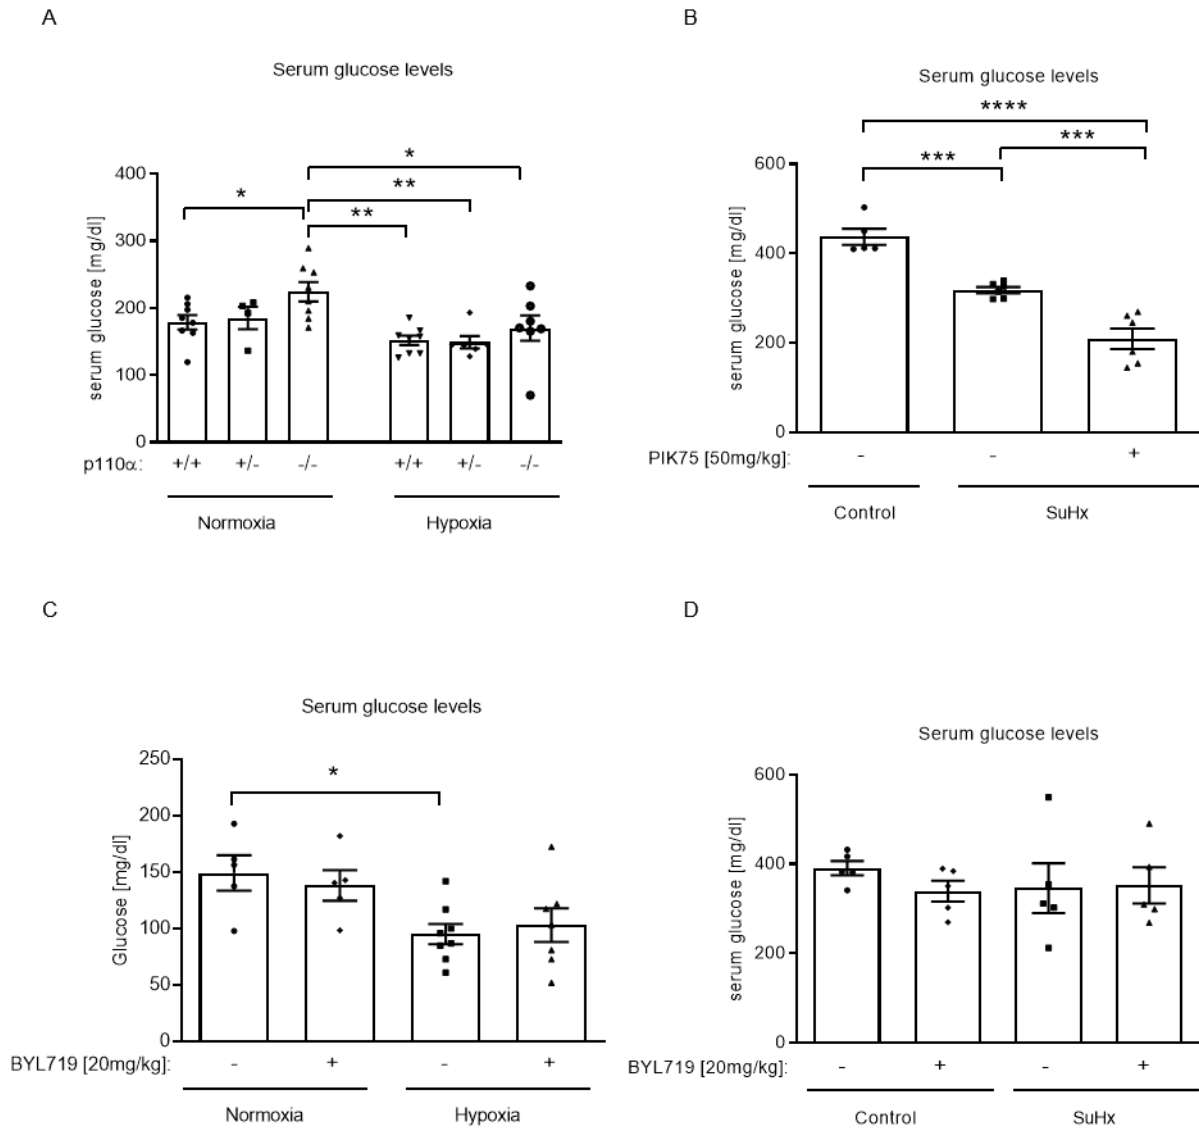 A
Serum glucose levels
serum glucose [mg/dl]
400
300
200
100
0
*
*
**
**
*
p110α: +/+ +/- -/- +/+ +/- -/-
Normoxia Hypoxia
B
Serum glucose levels
serum glucose [mg/dl]
600
400
200
0
****
***
***
PIK75 [50mg/kg]: - - +
Control SuHx
C
Serum glucose levels
Glucose [mg/dl]
250
200
150
100
50
0
*
BYL719 [20mg/kg]: - + - +
Normoxia Hypoxia
D
Serum glucose levels
serum glucose [mg/dl]
600
400
200
0
BYL719 [20mg/kg]: - + - +
Control SuHx